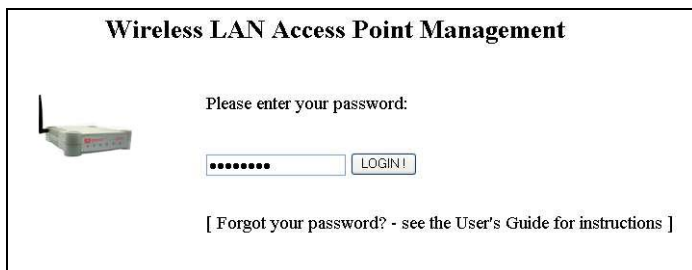 Wireless LAN Access Point Management
Please enter your password:
●●●●●●●●
LOGIN!
[ Forgot your password? - see the User's Guide for instructions ]